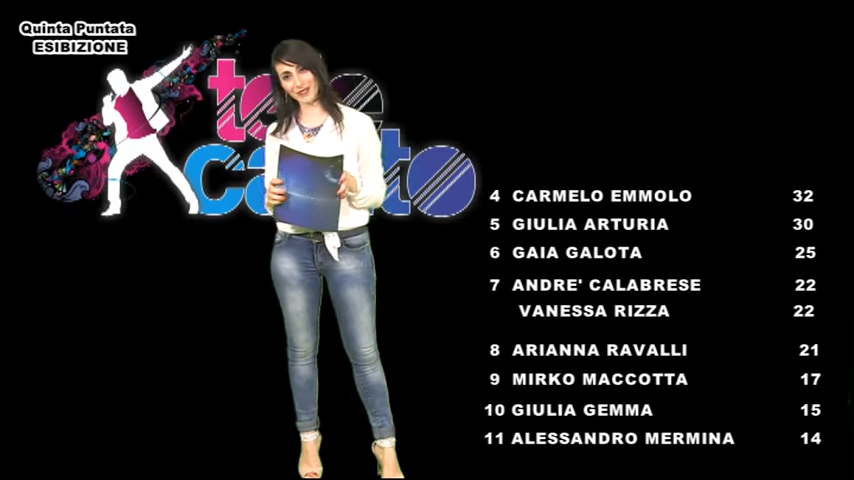 Quinta Puntata
ESIBIZIONE
tele
canto
4 CARMELO EMMOLO 32
5 GIULIA ARTURIA 30
6 GAIA GALOTA 25
7 ANDRE' CALABRESE 22
VANESSA RIZZA 22
8 ARIANNA RAVALLI 21
9 MIRKO MACCOTTA 17
10 GIULIA GEMMA 15
11 ALESSANDRO MERMINA 14